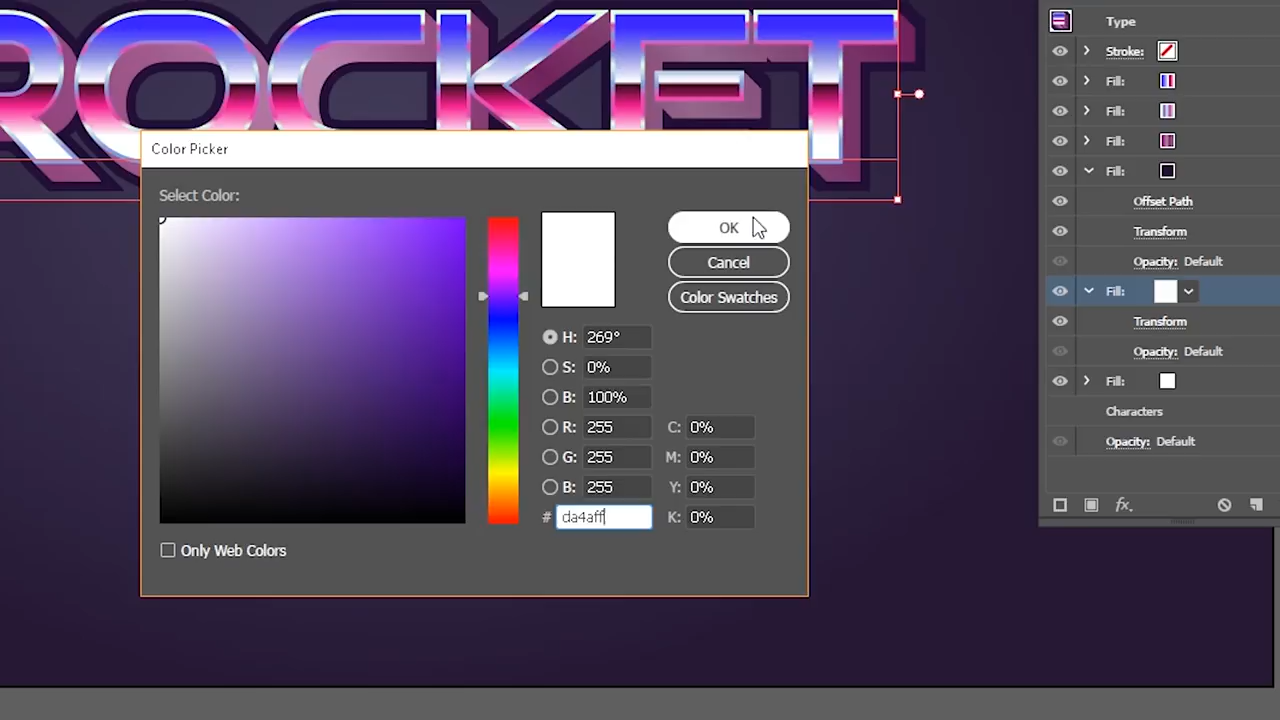 ROCKET
Type
Stroke:
Fill:
Fill:
Fill:
Fill:
Offset Path
Transform
Opacity: Default
Fill:
Transform
Opacity: Default
Fill:
Characters
Opacity: Default
fx.
Color Picker
Select Color:
OK
Cancel
Color Swatches
H: 269°
S: 0%
B: 100%
R: 255 C: 0%
G: 255 M: 0%
B: 255 Y: 0%
# da4aff K: 0%
Only Web Colors